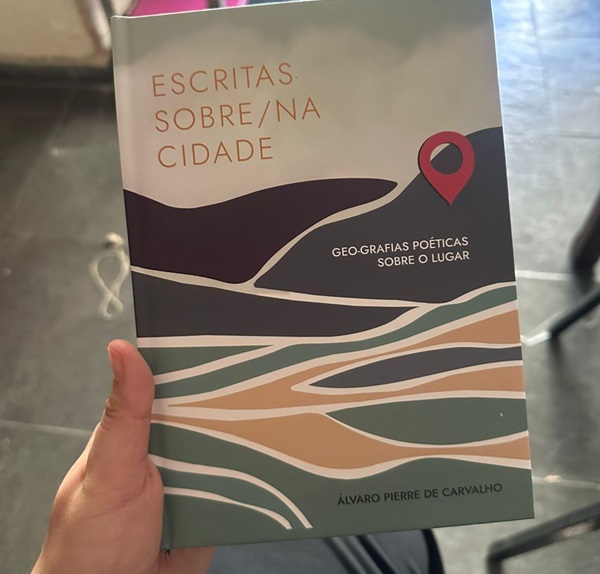 ESCRITAS
SOBRE/NA
CIDADE
GEO-GRAFIAS POÉTICAS
SOBRE O LUGAR
ÁLVARO PIERRE DE CARVALHO